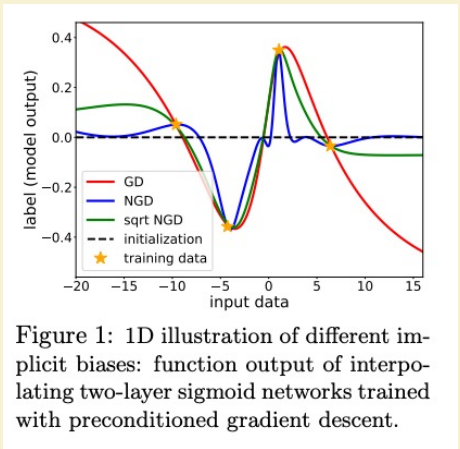 0.4
0.2
0.0
−0.2
−0.4
label (model output)
GD
NGD
sqrt NGD
initialization
training data
−20 −15 −10 −5 0 5 10 15
input data
Figure 1: 1D illustration of different im-
plicit biases: function output of interpo-
lating two-layer sigmoid networks trained
with preconditioned gradient descent.